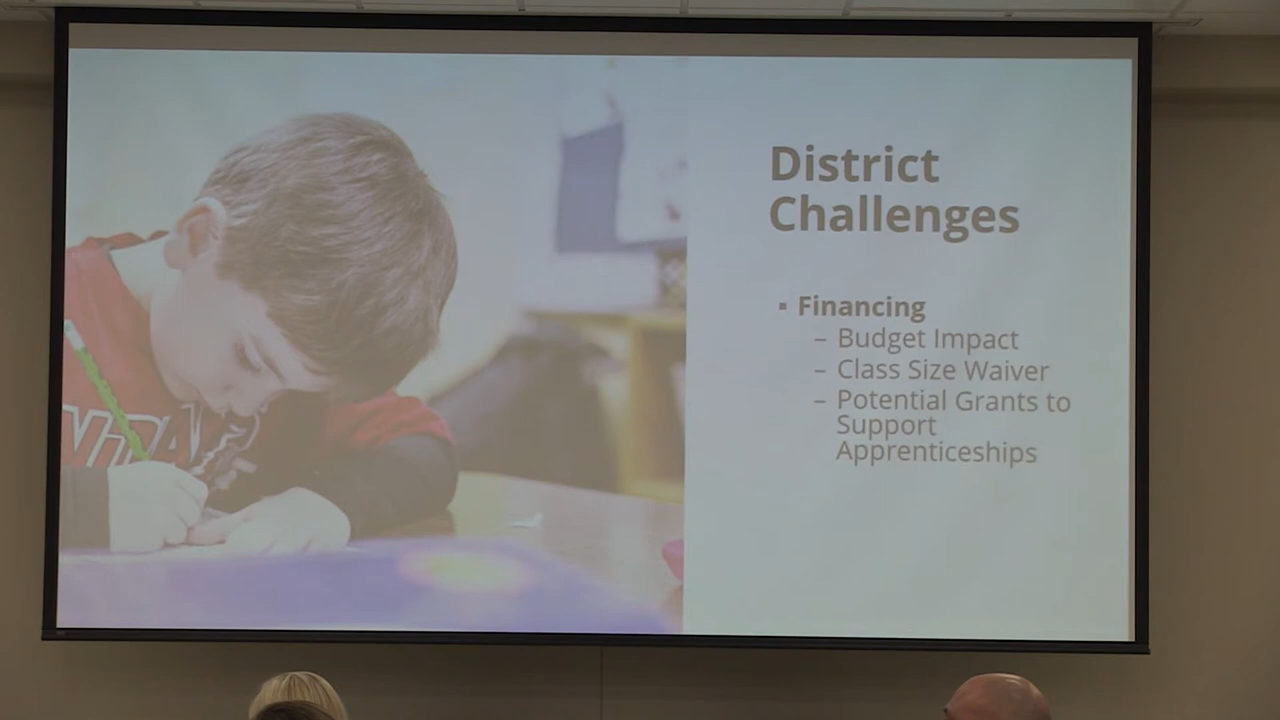 District
Challenges
▪ Financing
– Budget Impact
– Class Size Waiver
– Potential Grants to
Support
Apprenticeships